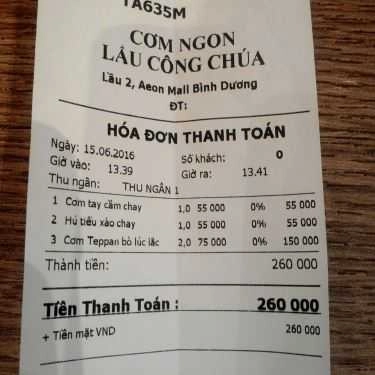 TA635M
CƠM NGON
LẦU CÔNG CHÚA
Lầu 2, Aeon Mall Bình Dương
ĐT:
HÓA ĐƠN THANH TOÁN
Ngày: 15.06.2016 Số khách: 0
Giờ vào: 13.39 Giờ ra: 13.41
Thu ngân: THU NGÂN 1
1 Cơm tay cầm chay 1,0 55 000 0% 55 000
2 Hủ tiếu xào chay 1,0 55 000 0% 55 000
3 Cơm Teppan bò lúc lắc 2,0 75 000 0% 150 000
Thành tiền: 260 000
Tiền Thanh Toán : 260 000
+ Tiền mặt VND 260 000